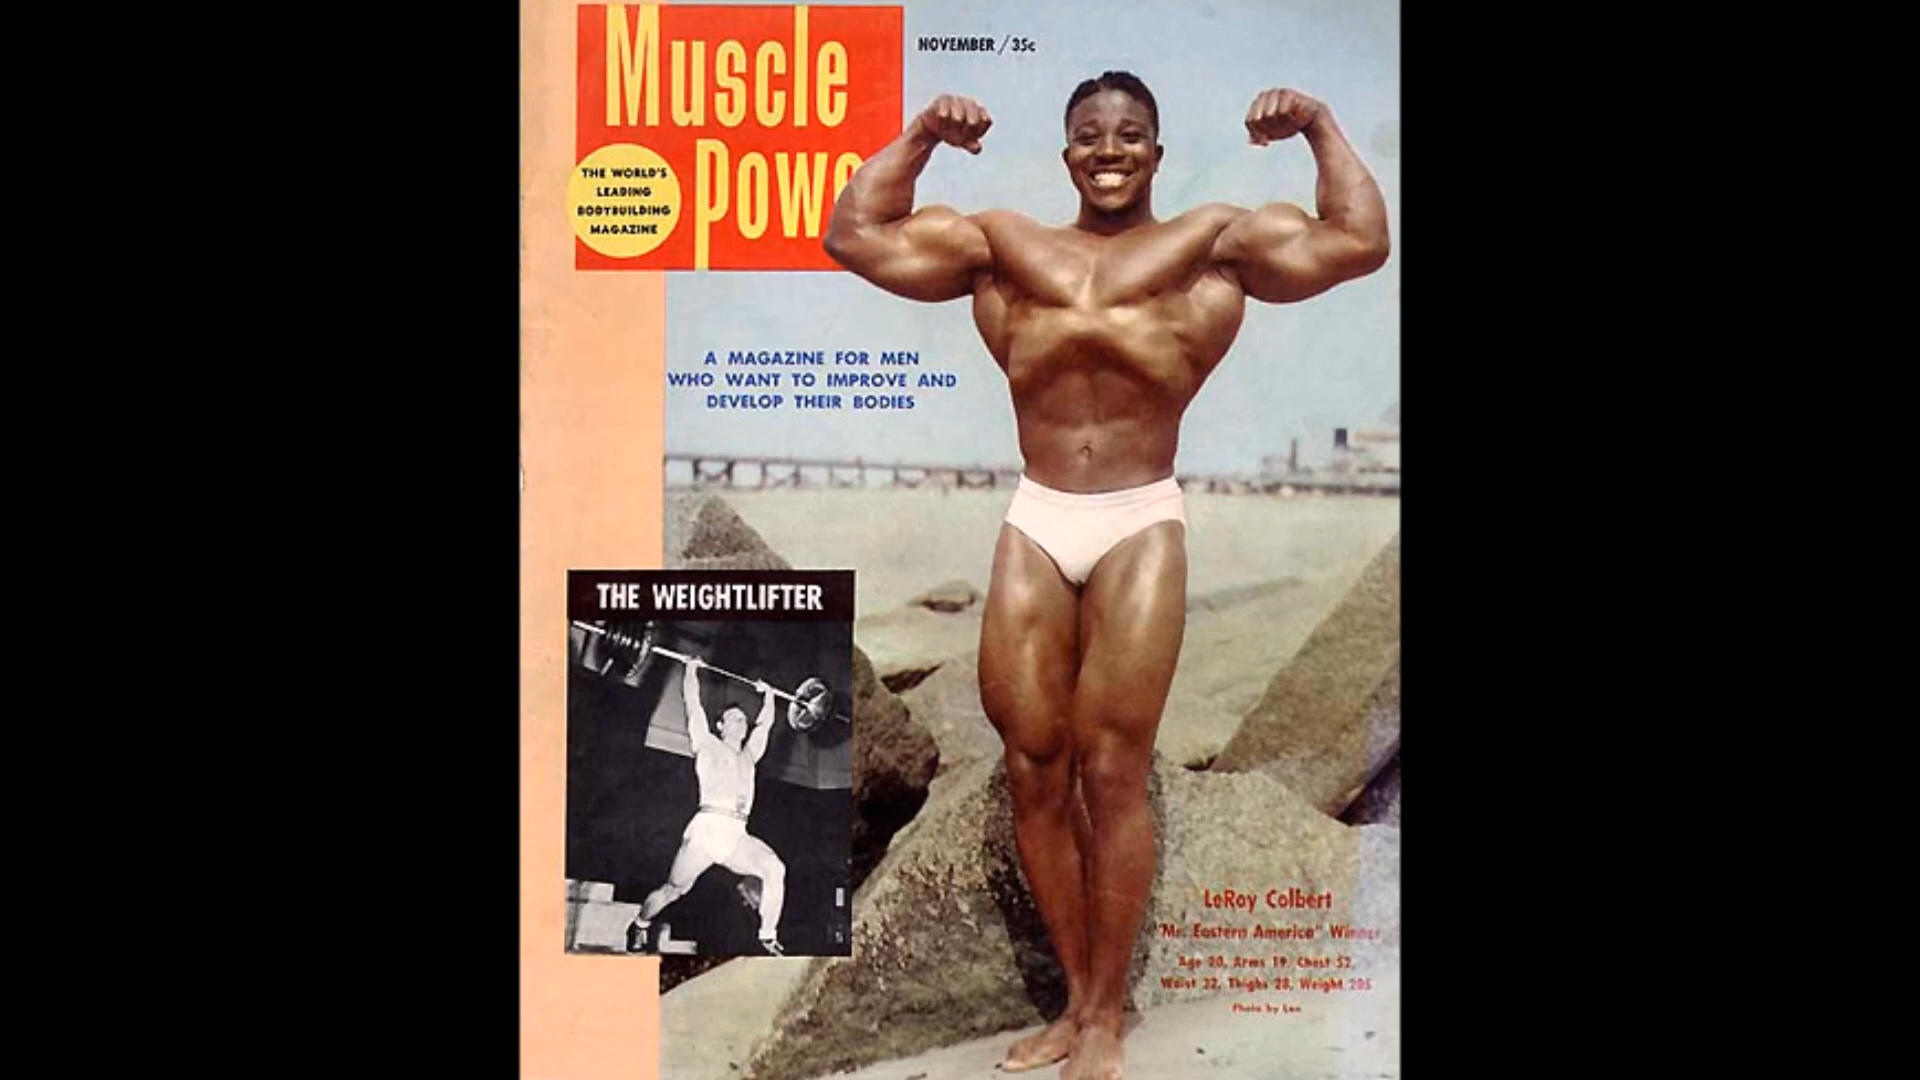 Muscle
Powe
NOVEMBER / 35¢
THE WORLD'S
LEADING
BODYBUILDING
MAGAZINE
A MAGAZINE FOR MEN
WHO WANT TO IMPROVE AND
DEVELOP THEIR BODIES
THE WEIGHTLIFTER
LeRoy Colbert
"Mr. Eastern America" Winner
Age 20, Arms 19, Chest 52,
Waist 32, Thighs 28, Weight 205
Photo by Lon